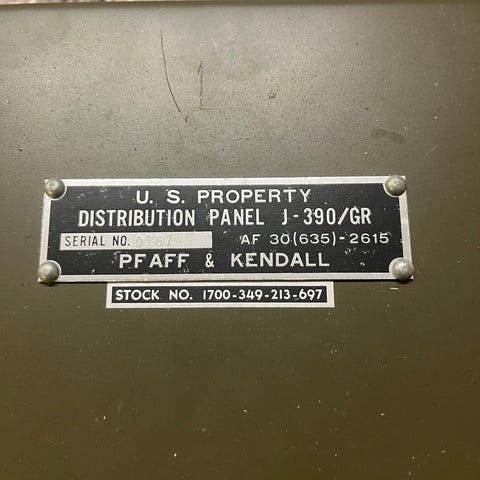 U. S. PROPERTY
DISTRIBUTION PANEL J-390/GR
SERIAL NO. 0167 AF 30(635)-2615
PFAFF & KENDALL
STOCK NO. 1700-349-213-697